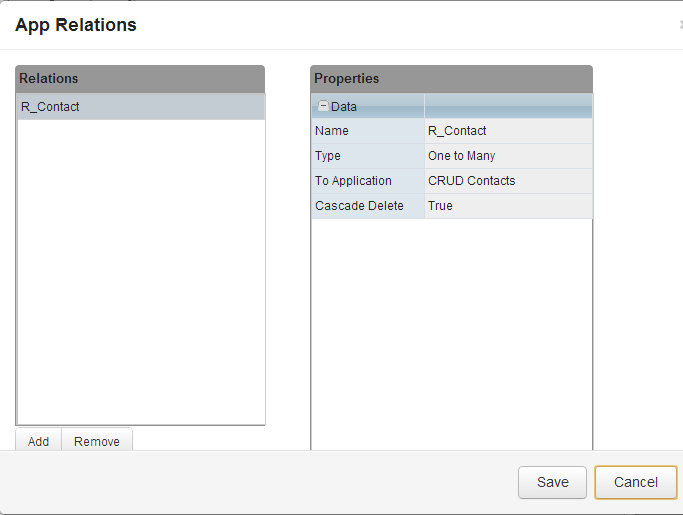 App Relations
Relations
R_Contact
Add Remove
Properties
Data
Name R_Contact
Type One to Many
To Application CRUD Contacts
Cascade Delete True
Save Cancel